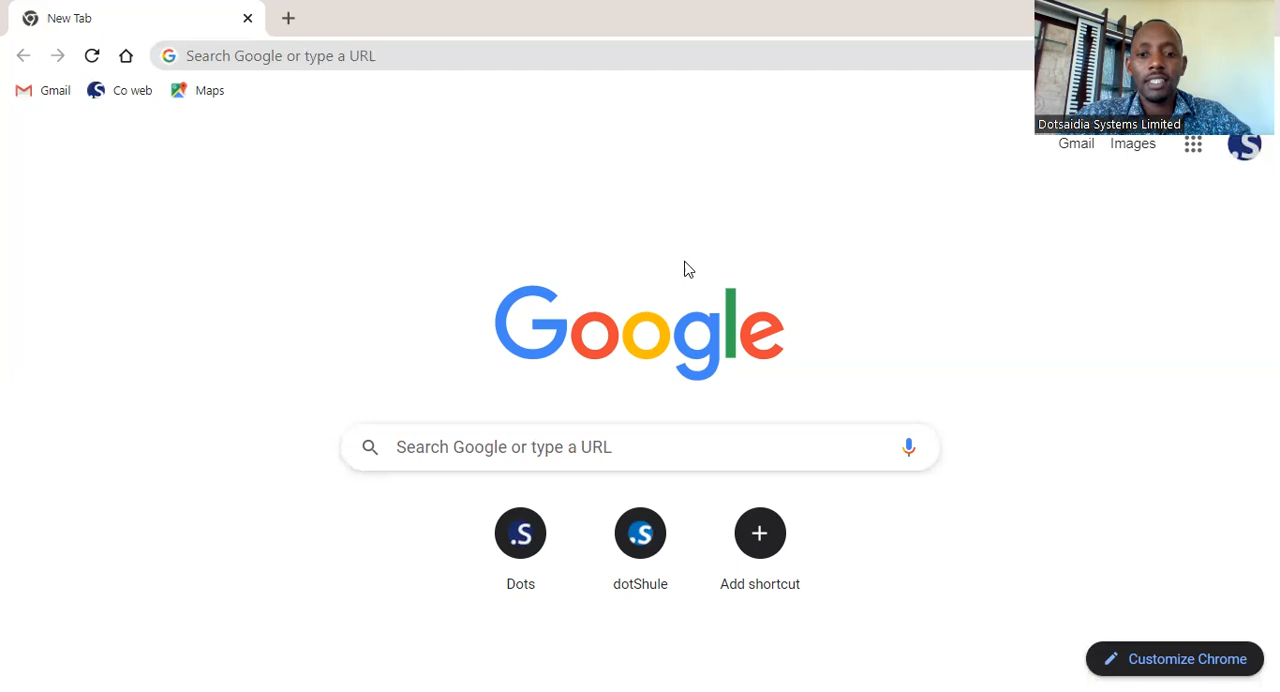 New Tab
Search Google or type a URL
Gmail
Co web
Maps
Dotsaidia Systems Limited
Gmail
Images
.S
Google
Search Google or type a URL
.S
.S
Dots
dotShule
Add shortcut
Customize Chrome